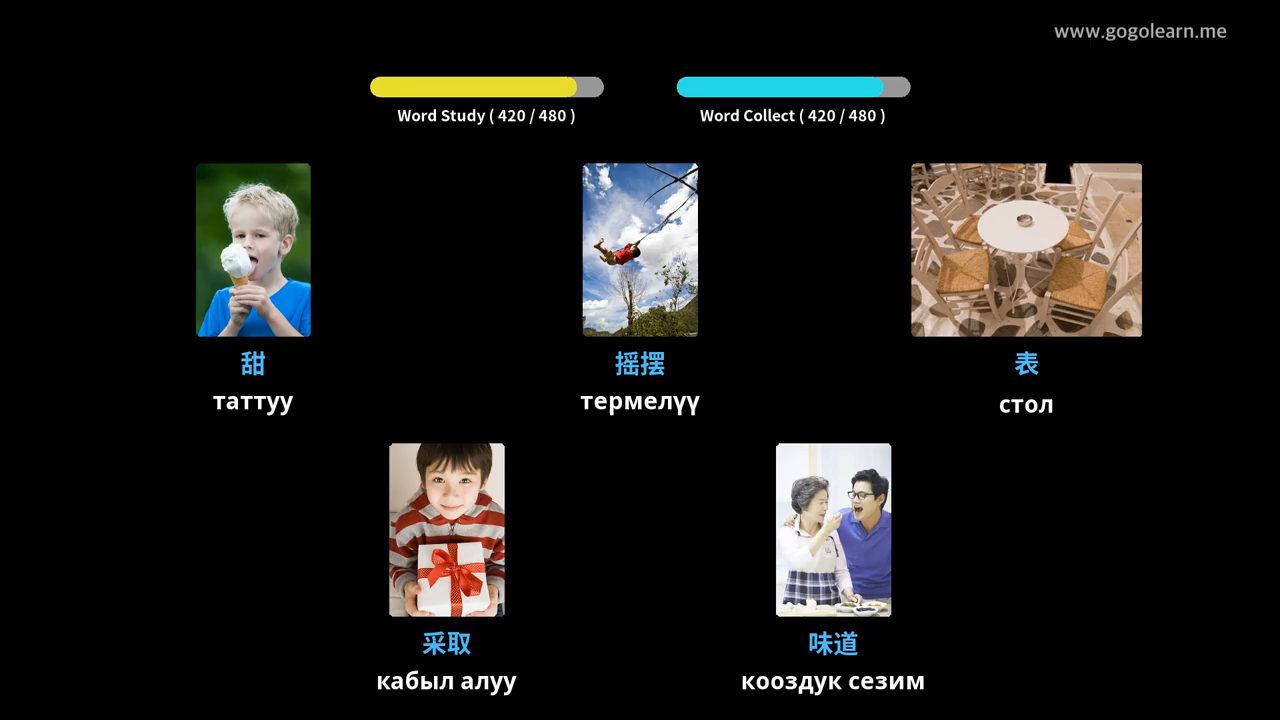 www.gogolearn.me
Word Study ( 420 / 480 )
Word Collect ( 420 / 480 )
甜
таттуу
摇摆
термелүү
表
стол
采取
кабыл алуу
味道
кооздук сезим